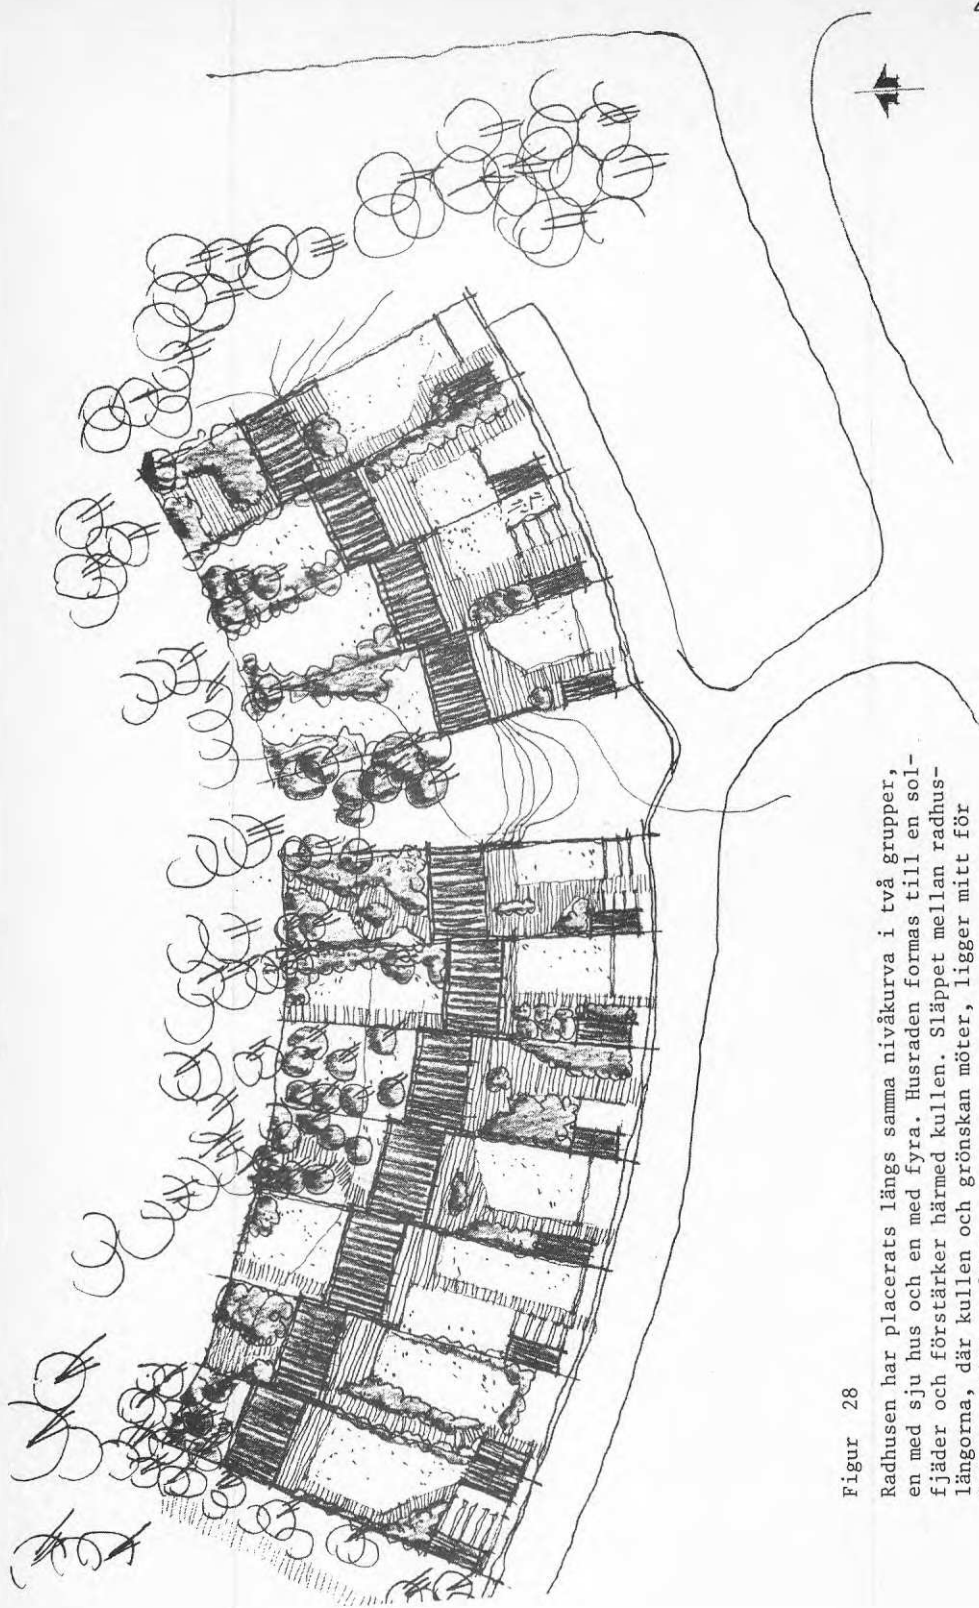 Figur 28
Radhusen har placerats längs samma nivåkurva i två grupper,
en med sju hus och en med fyra. Husraden formas till en sol-
fjäder och förstärker härmed kullen. Släppet mellan radhus-
längorna, där kullen och grönskan möter, ligger mitt för